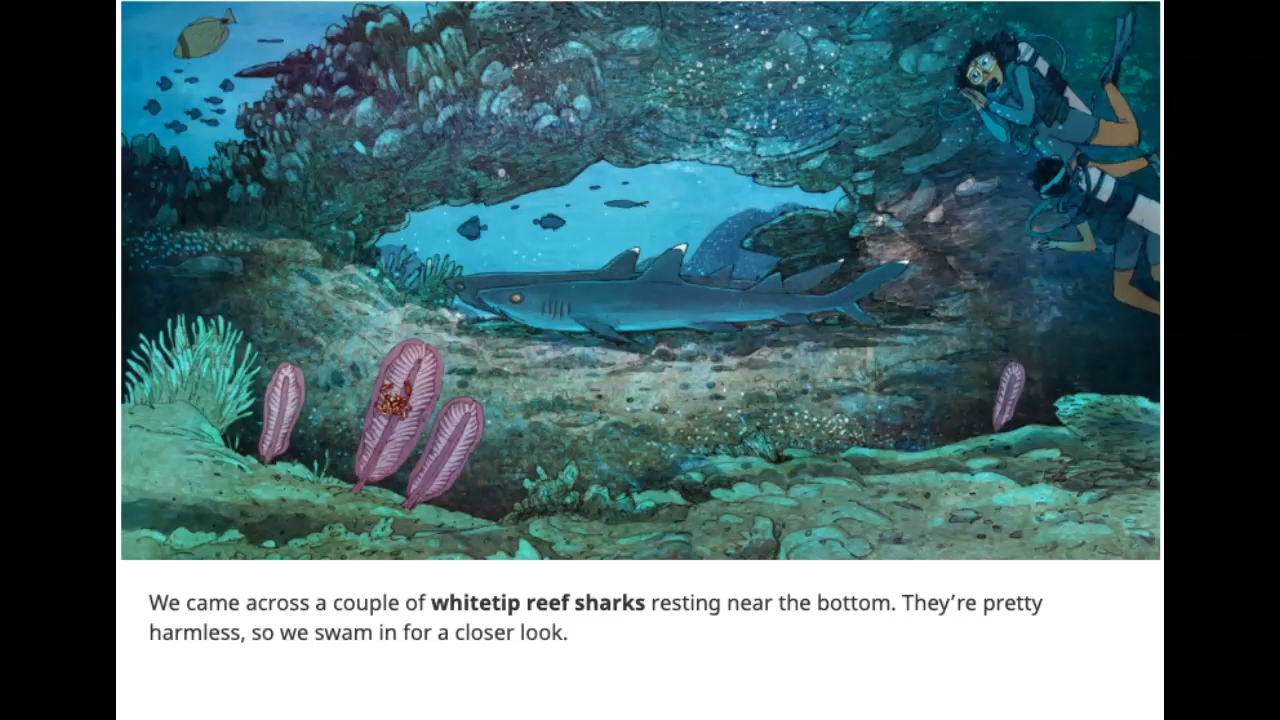 We came across a couple of whitetip reef sharks resting near the bottom. They’re pretty
harmless, so we swam in for a closer look.